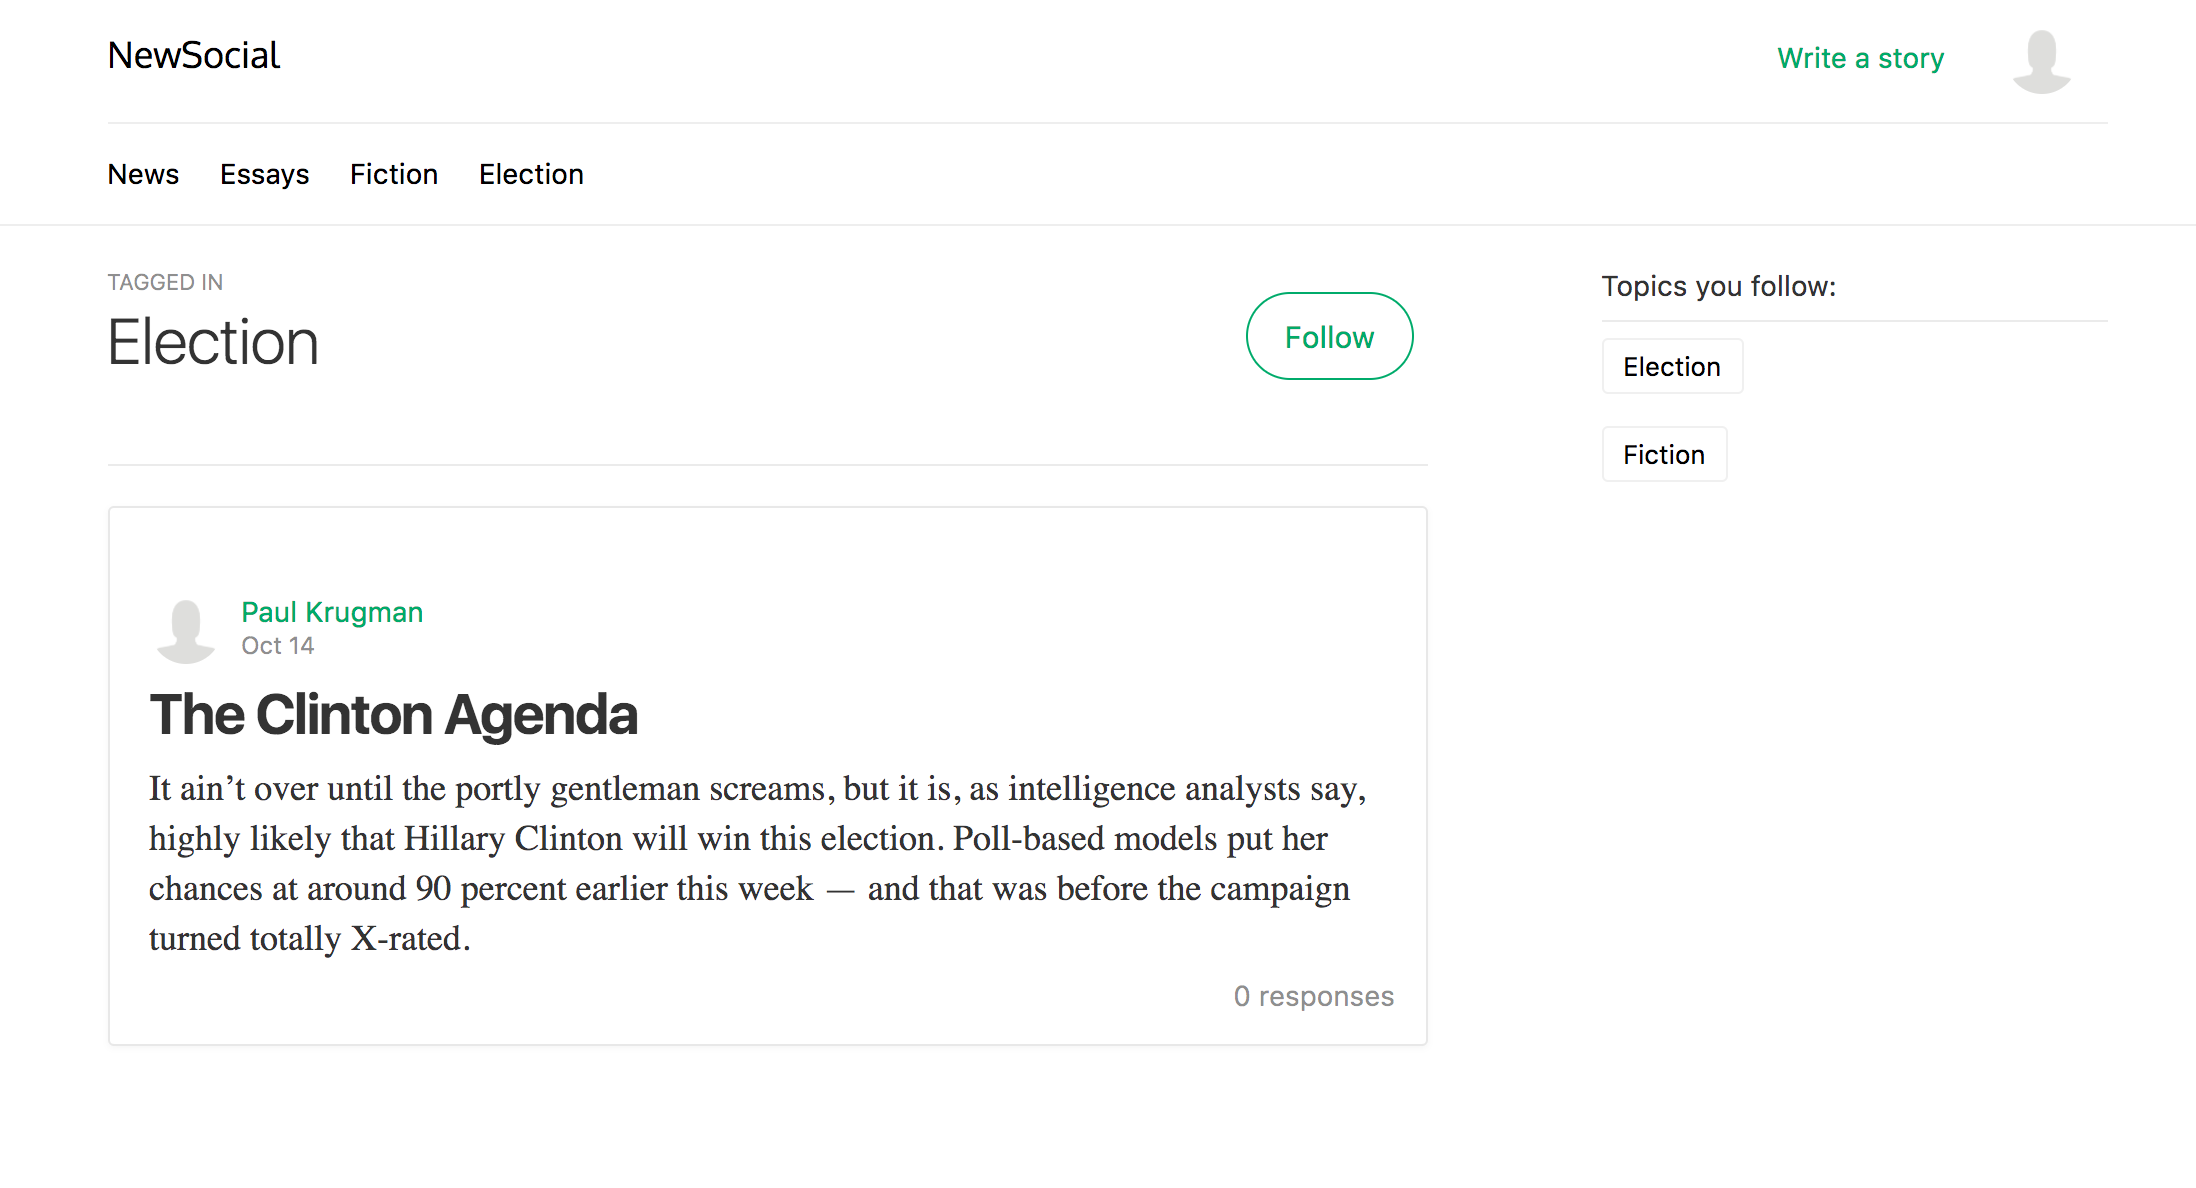 NewSocial
Write a story
News Essays Fiction Election
TAGGED IN
Election
Follow
Topics you follow:
Election
Fiction
Paul Krugman
Oct 14
The Clinton Agenda
It ain’t over until the portly gentleman screams, but it is, as intelligence analysts say,
highly likely that Hillary Clinton will win this election. Poll-based models put her
chances at around 90 percent earlier this week — and that was before the campaign
turned totally X-rated.
0 responses